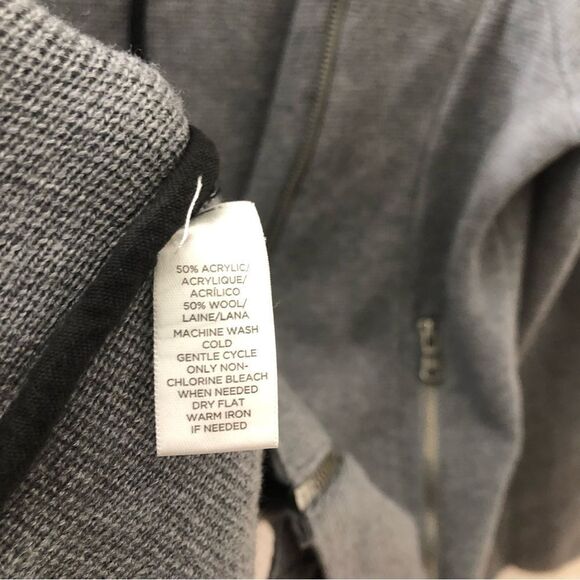 50% ACRYLIC/
ACRYLIQUE/
ACRÍLICO
50% WOOL/
LAINE/LANA
MACHINE WASH
COLD
GENTLE CYCLE
ONLY NON-
CHLORINE BLEACH
WHEN NEEDED
DRY FLAT
WARM IRON
IF NEEDED